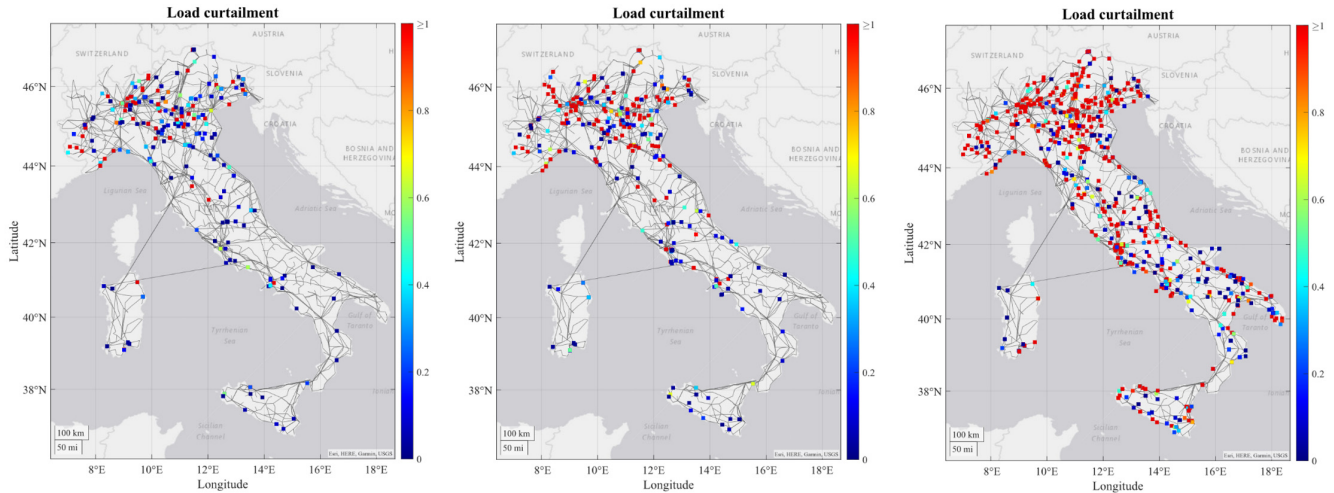 Load curtailment
AUSTRIA
SWITZERLAND
SLOVENIA
CROATIA
BOSNIA AND
HERZEGOVINA
Ligurian Sea
Adriatic Sea
Tyrrhenian
Sea
Gulf of
Taranto
Sicilian
Channel
46°N
44°N
42°N
40°N
38°N
Latitude
100 km
50 mi
Esri, HERE, Garmin, USGS
8°E 10°E 12°E 14°E 16°E 18°E
Longitude
≥1
0.8
0.6
0.4
0.2
0
Load curtailment
AUSTRIA
SWITZERLAND
SLOVENIA
CROATIA
BOSNIA AND
HERZEGOVINA
Ligurian Sea
Adriatic Sea
Tyrrhenian
Sea
Gulf of
Taranto
Sicilian
Channel
46°N
44°N
42°N
40°N
38°N
Latitude
100 km
50 mi
Esri, HERE, Garmin, USGS
8°E 10°E 12°E 14°E 16°E 18°E
Longitude
≥1
0.8
0.6
0.4
0.2
0
Load curtailment
AUSTRIA
SWITZERLAND
SLOVENIA
CROATIA
BOSNIA AND
HERZEGOVINA
Ligurian Sea
Adriatic Sea
Tyrrhenian
Sea
Gulf of
Taranto
Sicilian
Channel
46°N
44°N
42°N
40°N
38°N
Latitude
100 km
50 mi
Esri, HERE, Garmin, USGS
8°E 10°E 12°E 14°E 16°E 18°E
Longitude
≥1
0.8
0.6
0.4
0.2
0